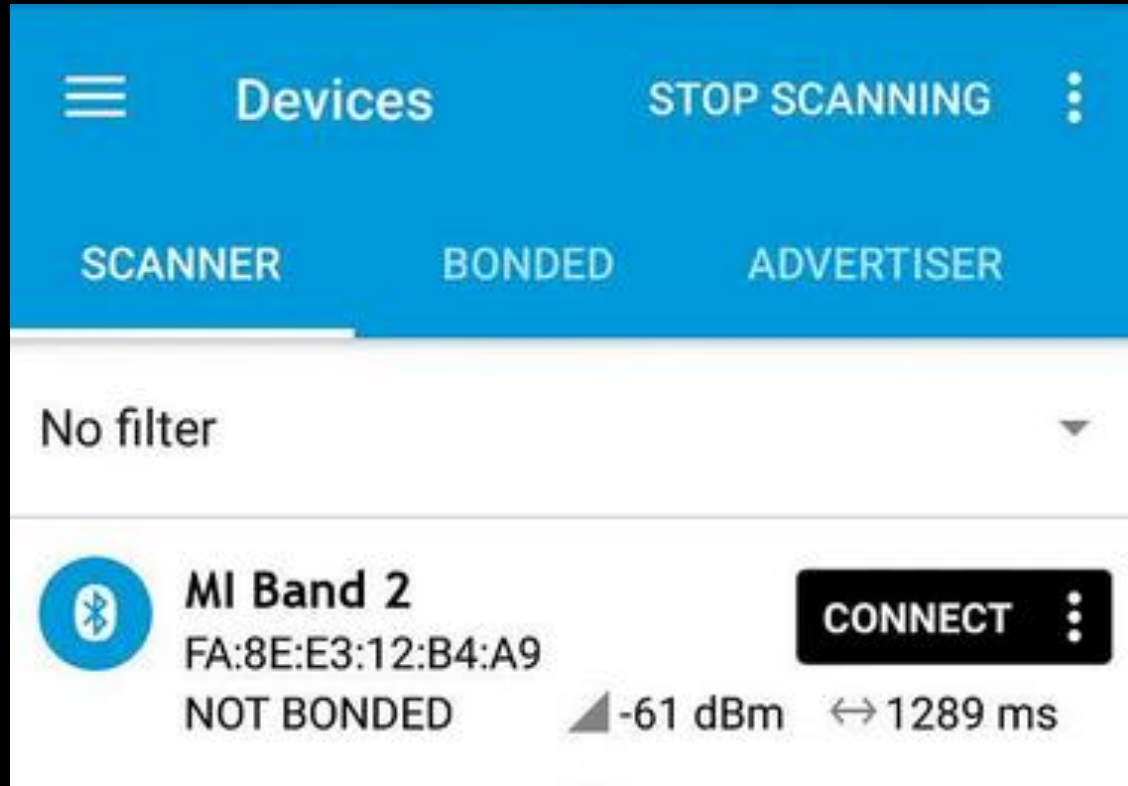 Devices STOP SCANNING
SCANNER BONDED ADVERTISER
No filter
MI Band 2
CONNECT
FA:8E:E3:12:B4:A9
NOT BONDED -61 dBm 1289 ms